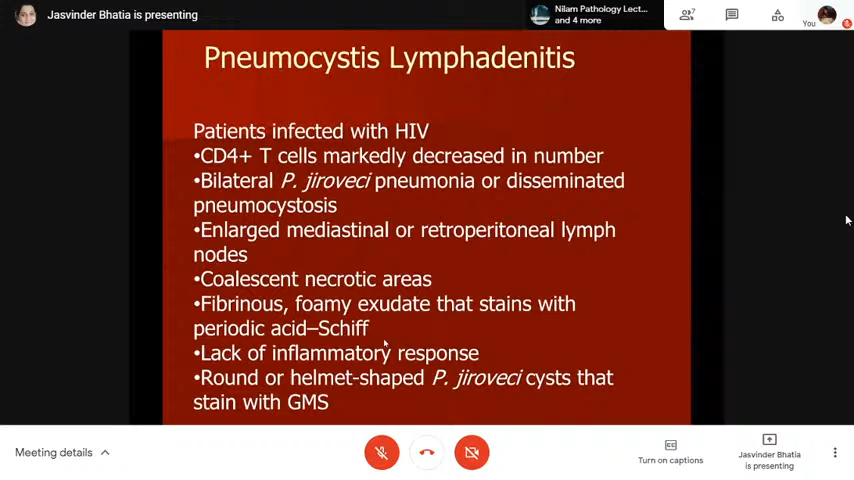 Jasvinder Bhatia is presenting
Nilam Pathology Lect...
and 4 more
7
You
Pneumocystis Lymphadenitis
Patients infected with HIV
•CD4+ T cells markedly decreased in number
•Bilateral P. jiroveci pneumonia or disseminated
pneumocystosis
•Enlarged mediastinal or retroperitoneal lymph
nodes
•Coalescent necrotic areas
•Fibrinous, foamy exudate that stains with
periodic acid–Schiff
•Lack of inflammatory response
•Round or helmet-shaped P. jiroveci cysts that
stain with GMS
Meeting details
Turn on captions
Jasvinder Bhatia
is presenting